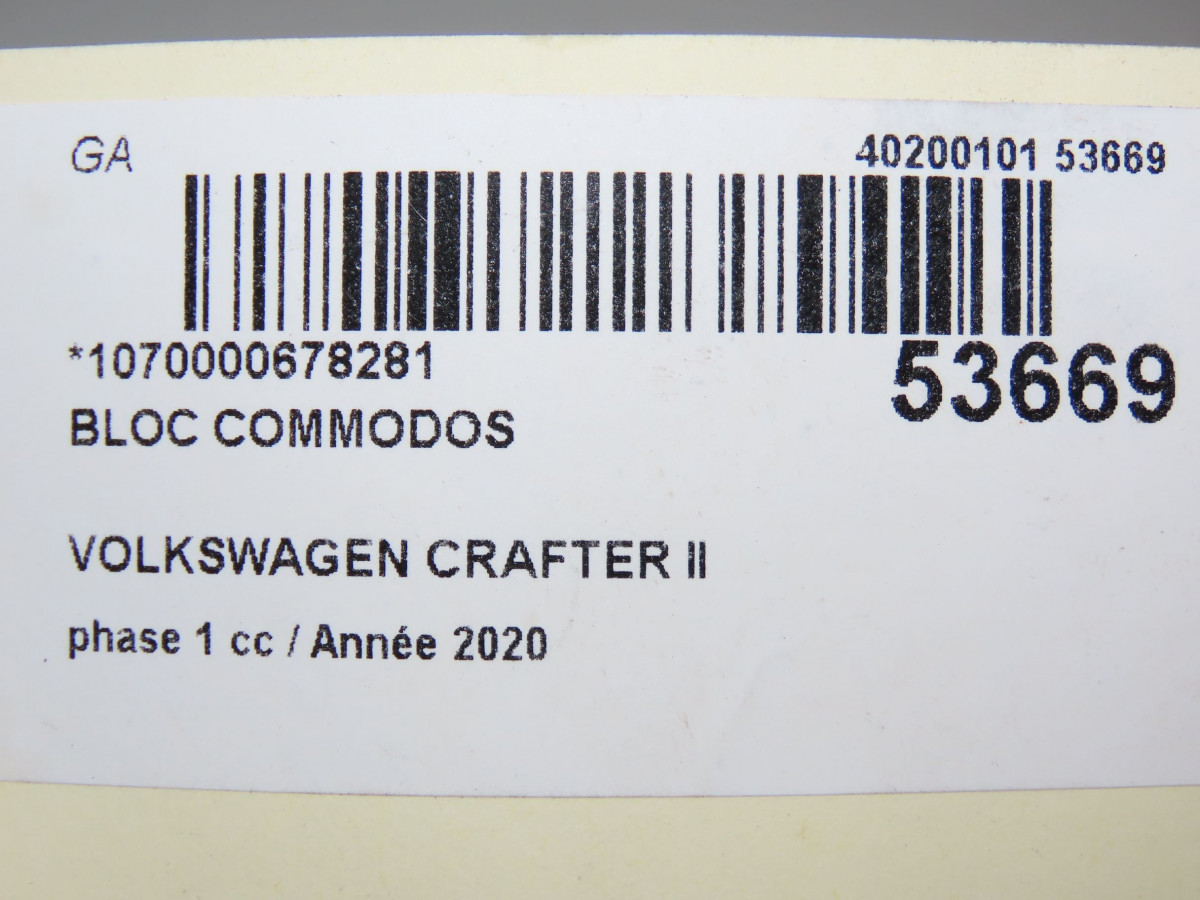 GA 40200101 53669
*1070000678281 53669
BLOC COMMODOS
VOLKSWAGEN CRAFTER II
phase 1 cc / Année 2020